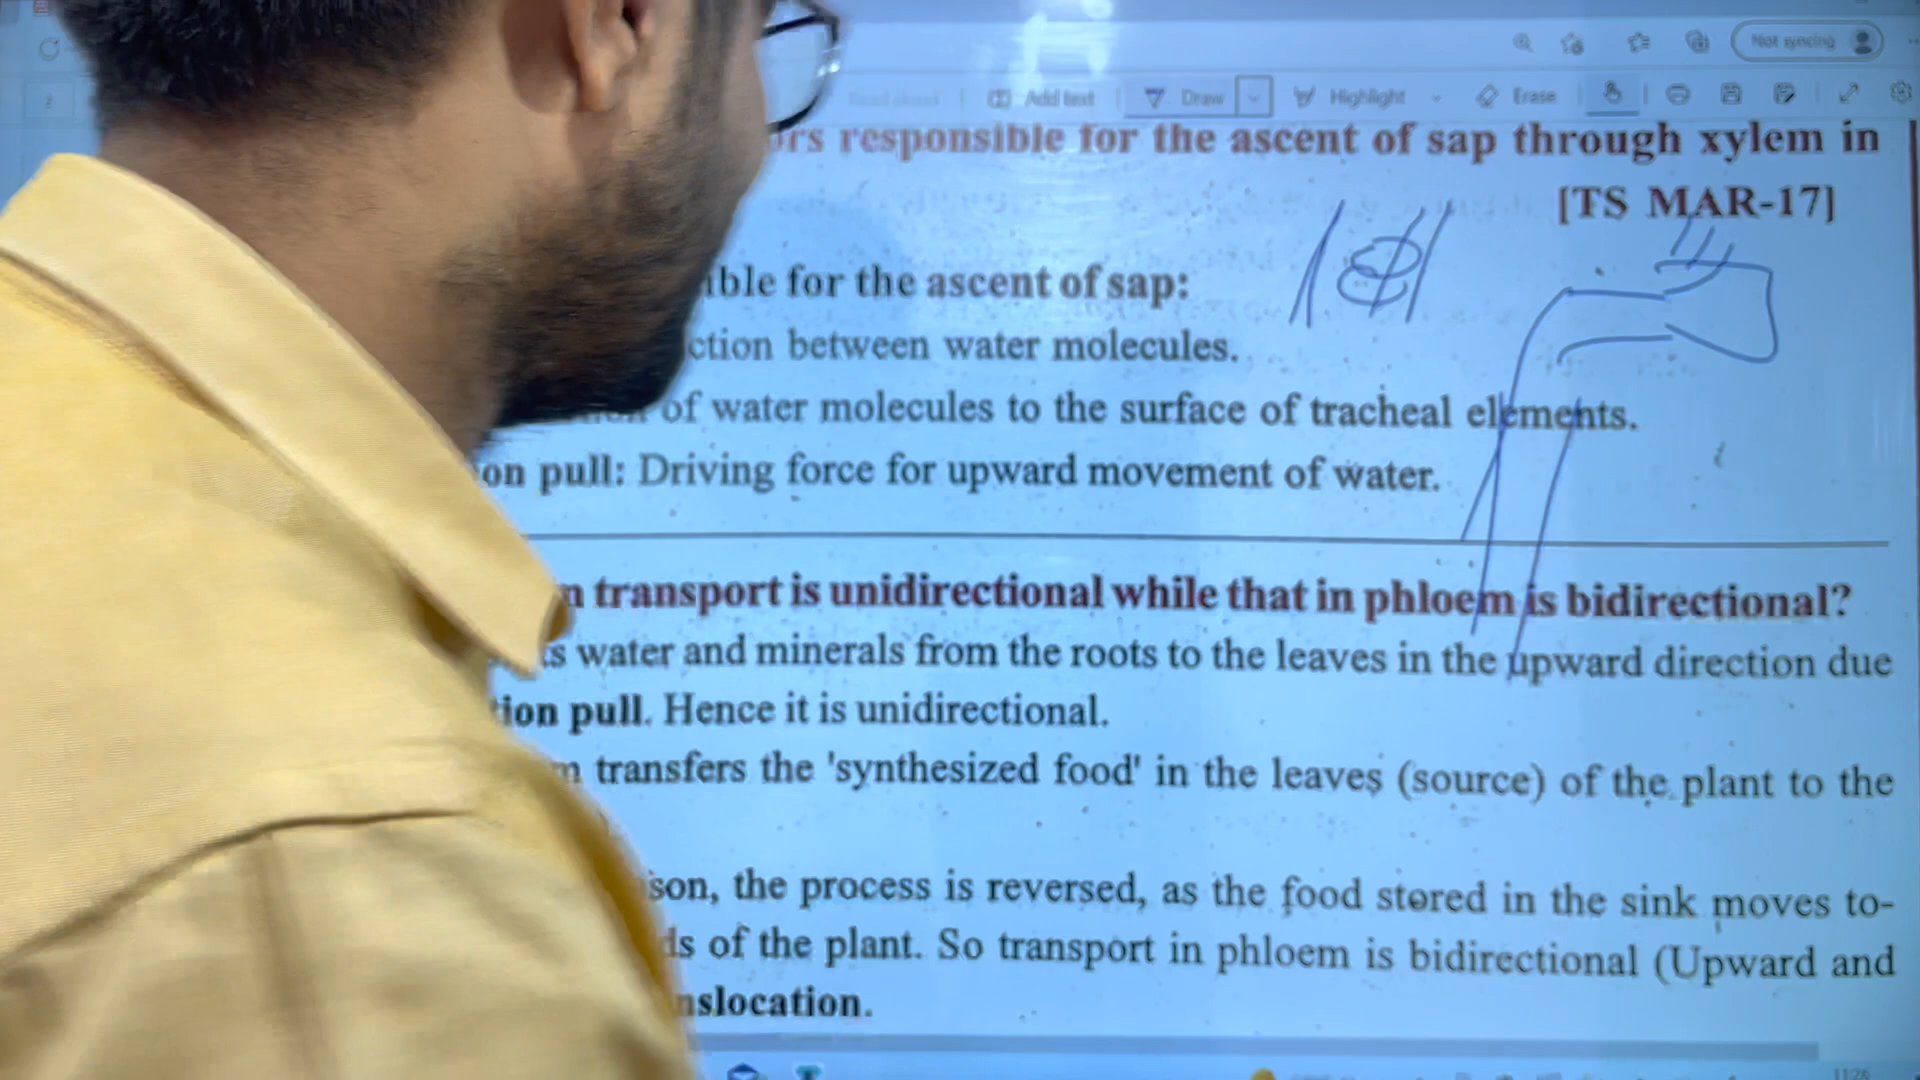 Not syncing
2
Read aloud Add text Draw Highlight Erase
responsible for the ascent of sap through xylem in
[TS MAR-17]
for the ascent of sap:
between water molecules.
of water molecules to the surface of tracheal elements.
on pull: Driving force for upward movement of water.
n transport is unidirectional while that in phloem is bidirectional?
s water and minerals from the roots to the leaves in the upward direction due
ion pull. Hence it is unidirectional.
transfers the 'synthesized food' in the leaves (source) of the plant to the
son, the process is reversed, as the food stored in the sink moves to-
ds of the plant. So transport in phloem is bidirectional (Upward and
nslocation.
11:26